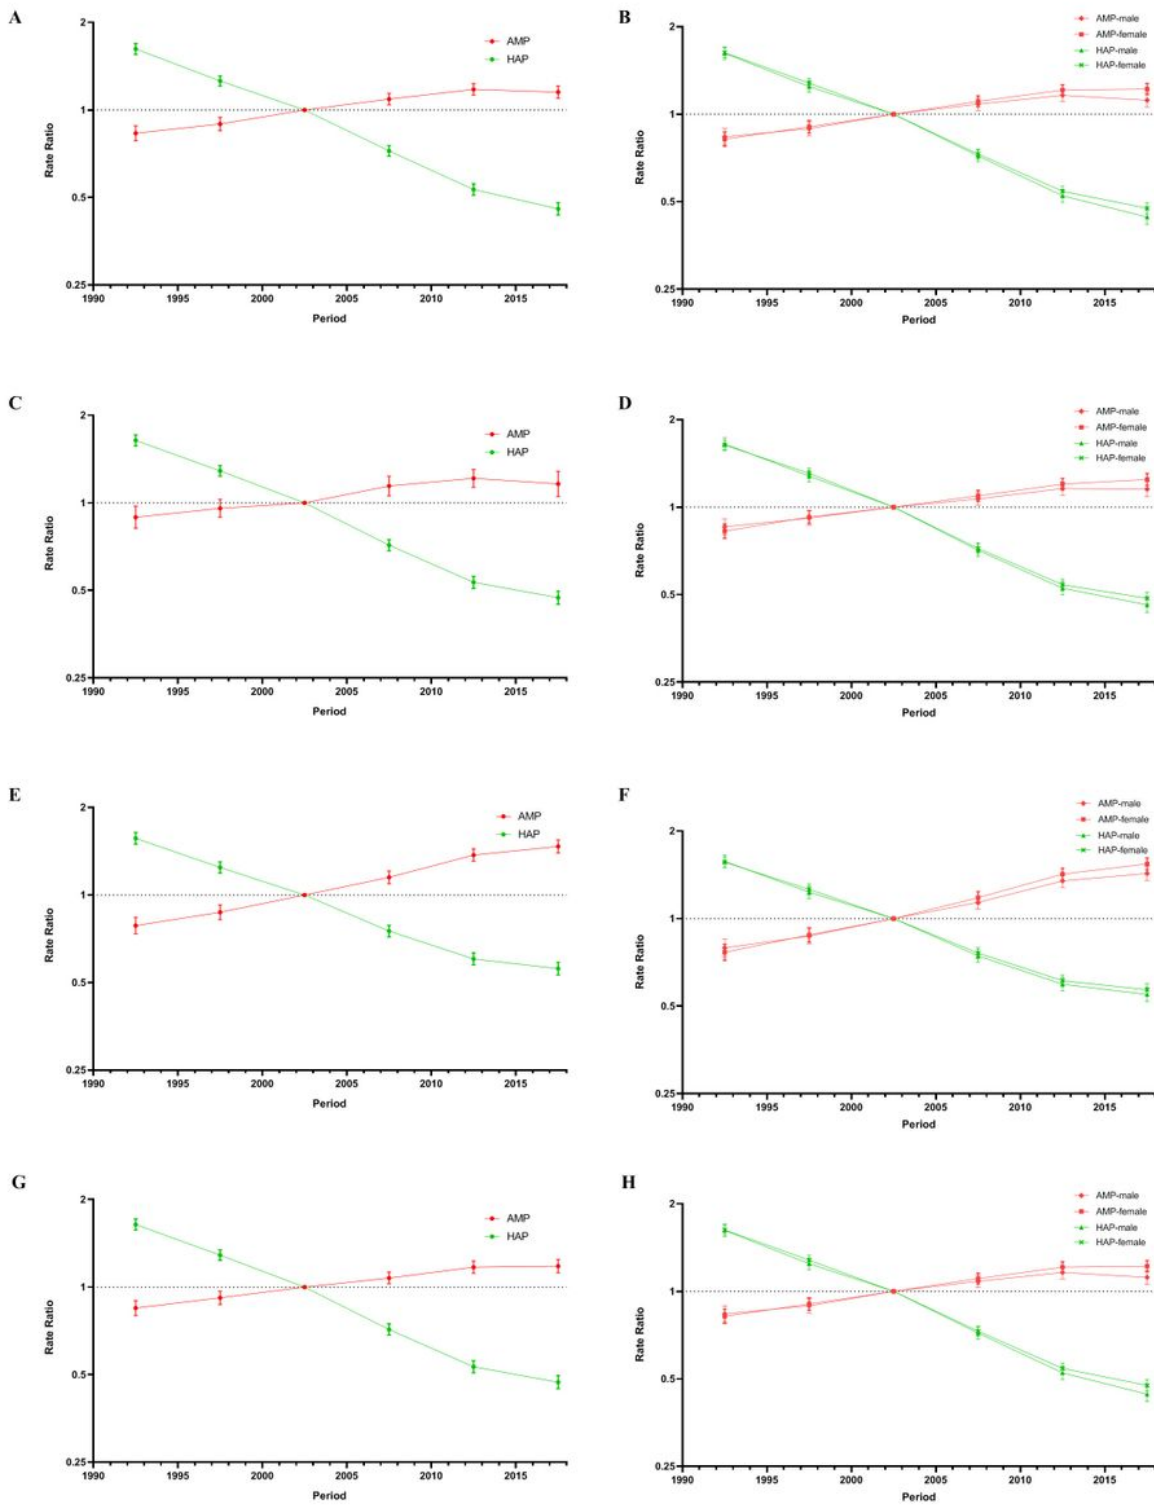 A
2
1
0.5
0.25
Rate Ratio
AMP
HAP
1990 1995 2000 2005 2010 2015
Period
B
2
1
0.5
0.25
Rate Ratio
AMP-male
AMP-female
HAP-male
HAP-female
1990 1995 2000 2005 2010 2015
Period
C
2
1
0.5
0.25
Rate Ratio
AMP
HAP
1990 1995 2000 2005 2010 2015
Period
D
2
1
0.5
0.25
Rate Ratio
AMP-male
AMP-female
HAP-male
HAP-female
1990 1995 2000 2005 2010 2015
Period
E
2
1
0.5
0.25
Rate Ratio
AMP
HAP
1990 1995 2000 2005 2010 2015
Period
F
2
1
0.5
0.25
Rate Ratio
AMP-male
AMP-female
HAP-male
HAP-female
1990 1995 2000 2005 2010 2015
Period
G
2
1
0.5
0.25
Rate Ratio
AMP
HAP
1990 1995 2000 2005 2010 2015
Period
H
2
1
0.5
0.25
Rate Ratio
AMP-male
AMP-female
HAP-male
HAP-female
1990 1995 2000 2005 2010 2015
Period